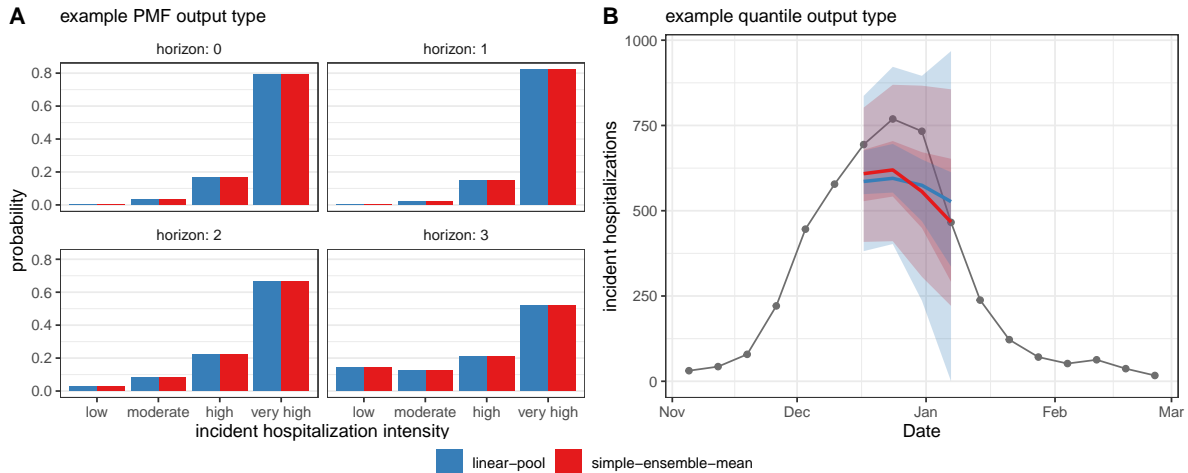 A example PMF output type
horizon: 0
horizon: 1
0.8
0.6
0.4
0.2
0.0
horizon: 2
horizon: 3
0.8
0.6
0.4
0.2
0.0
probability
low moderate high very high
low moderate high very high
incident hospitalization intensity
B example quantile output type
1000
750
500
250
0
incident hospitalizations
Nov Dec Jan Feb Mar
Date
linear−pool simple−ensemble−mean